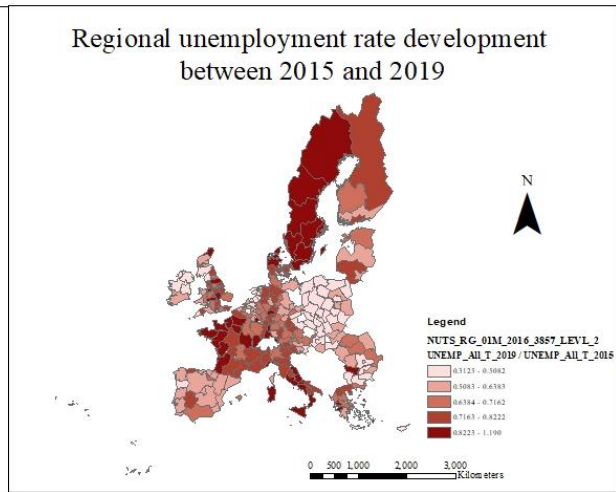 Regional unemployment rate development
between 2015 and 2019
N
Legend
NUTS_RG_01M_2016_3857_LEVL_2
UNEMP_All_T_2019 / UNEMP_All_T_2015
0.3125 - 0.5082
0.5083 - 0.6383
0.6384 - 0.7162
0.7163 - 0.8222
0.8223 - 1.190
0 500 1,000 2,000 3,000
Kilometers